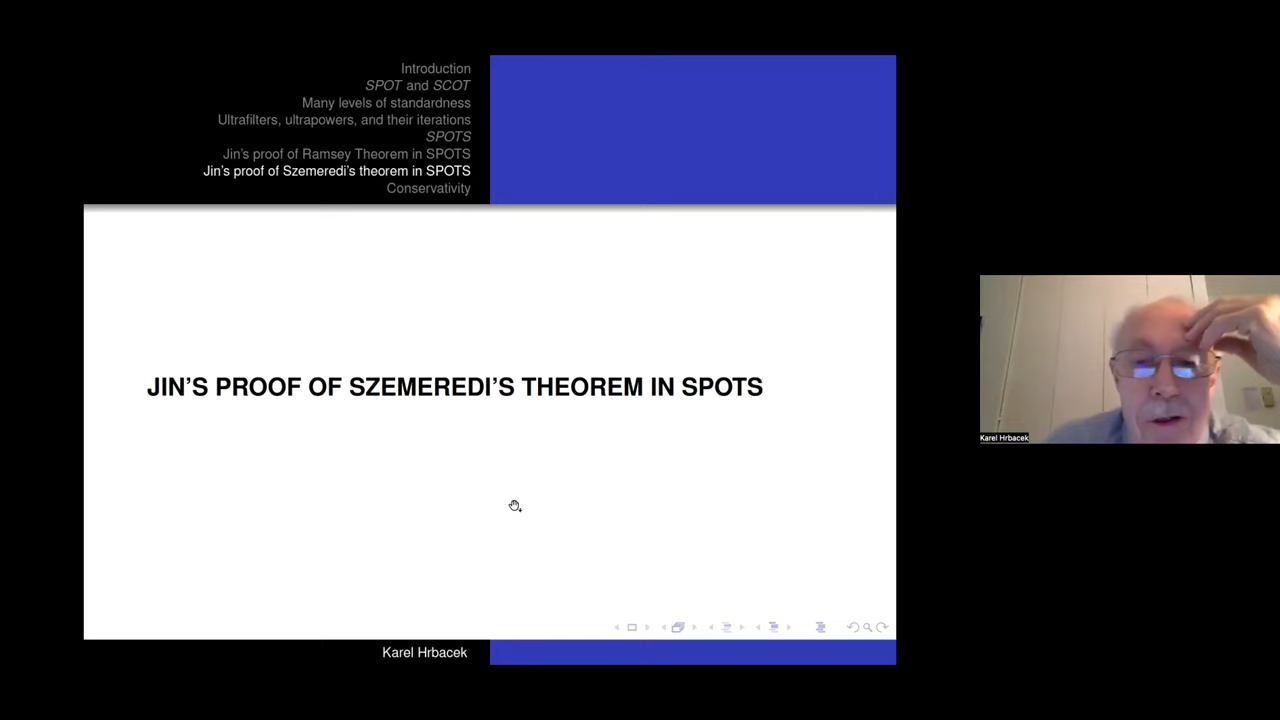 Introduction
SPOT and SCOT
Many levels of standardness
Ultrafilters, ultrapowers, and their iterations
SPOTS
Jin's proof of Ramsey Theorem in SPOTS
Jin's proof of Szemeredi's theorem in SPOTS
Conservativity
JIN'S PROOF OF SZEMEREDI'S THEOREM IN SPOTS
Karel Hrbacek
Karel Hrbacek